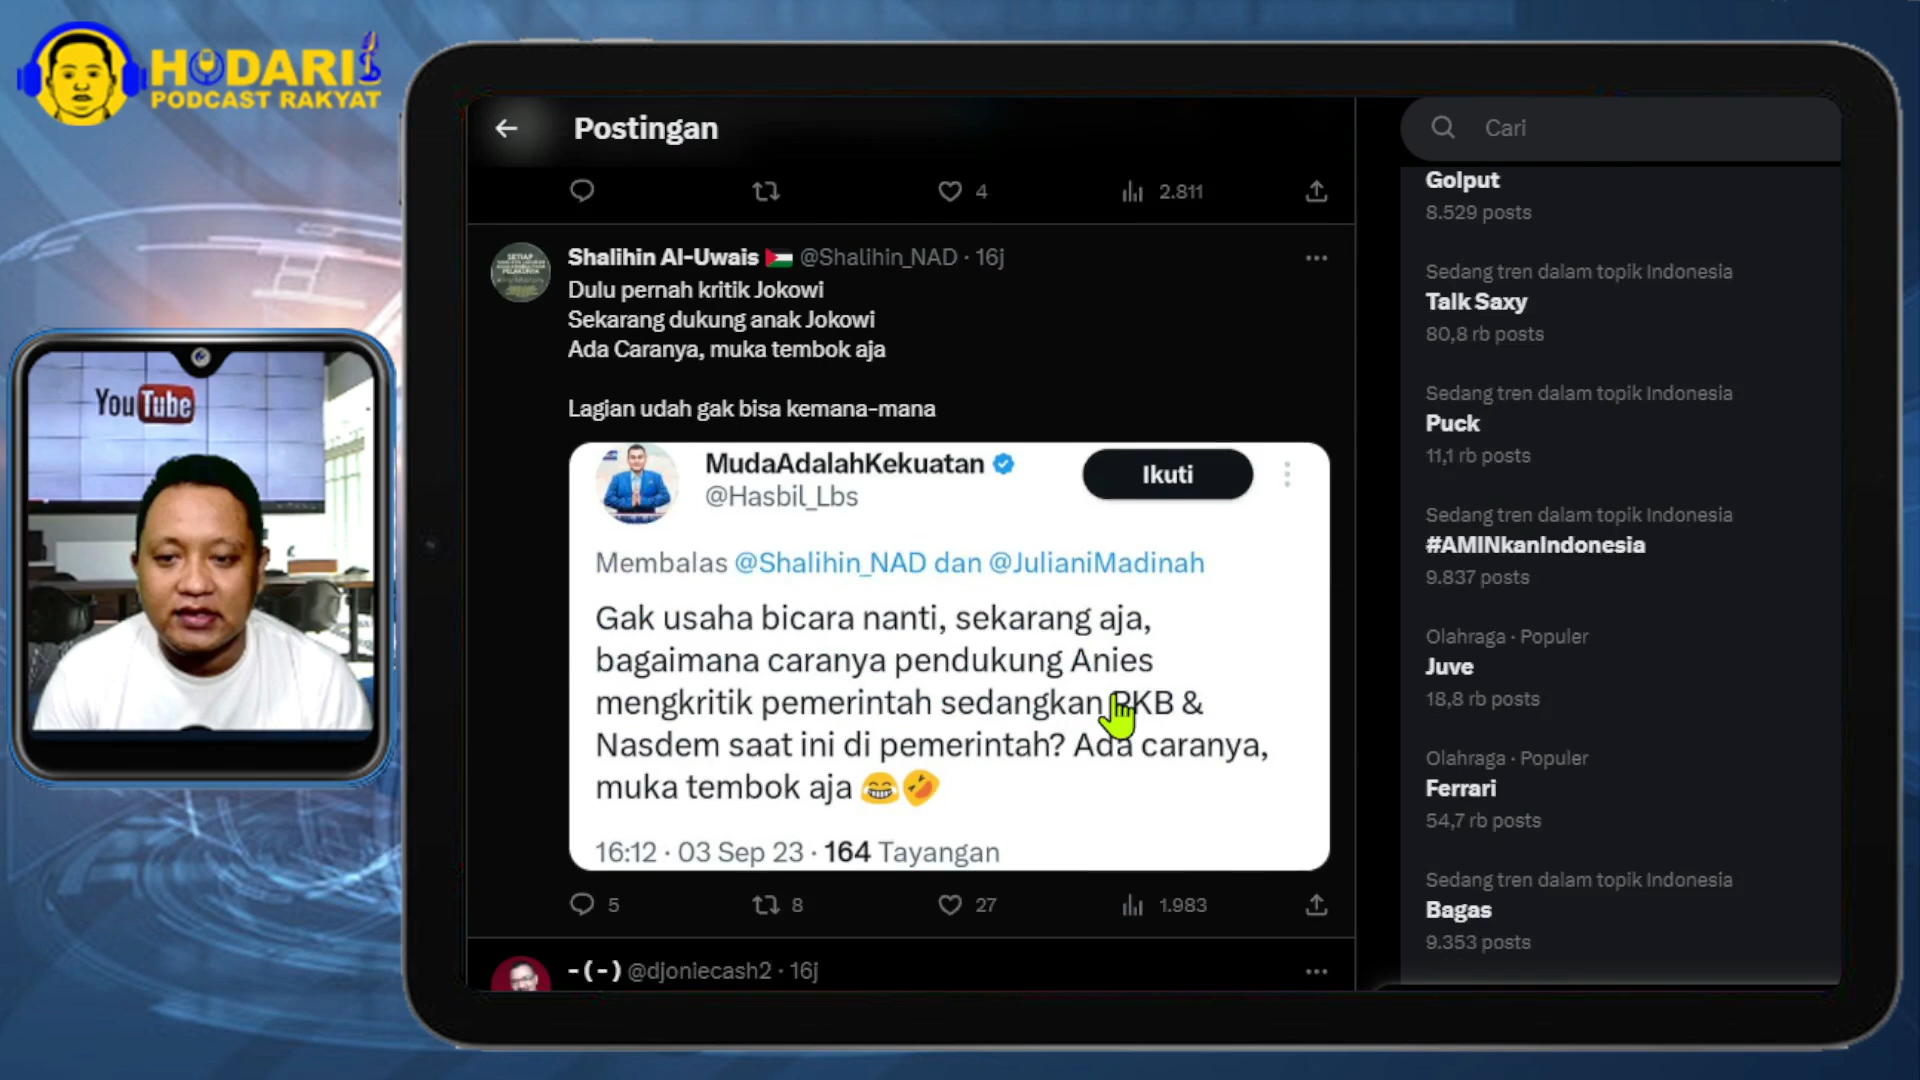 HODARI
PODCAST RAKYAT
YouTube
Postingan
4
2.811
Shalihin Al-Uwais 🇵🇸 @Shalihin_NAD · 16j
Dulu pernah kritik Jokowi
Sekarang dukung anak Jokowi
Ada Caranya, muka tembok aja
Lagian udah gak bisa kemana-mana
MudaAdalahKekuatan
@Hasbil_Lbs
Ikuti
Membalas @Shalihin_NAD dan @JulianiMadinah
Gak usaha bicara nanti, sekarang aja,
bagaimana caranya pendukung Anies
mengkritik pemerintah sedangkan PKB &
Nasdem saat ini di pemerintah? Ada caranya,
muka tembok aja 😂🤣
16:12 · 03 Sep 23 · 164 Tayangan
5
8
27
1.983
-(-) @djoniecash2 · 16j
Cari
Golput
8.529 posts
Sedang tren dalam topik Indonesia
Talk Saxy
80,8 rb posts
Sedang tren dalam topik Indonesia
Puck
11,1 rb posts
Sedang tren dalam topik Indonesia
#AMINkanIndonesia
9.837 posts
Olahraga · Populer
Juve
18,8 rb posts
Olahraga · Populer
Ferrari
54,7 rb posts
Sedang tren dalam topik Indonesia
Bagas
9.353 posts